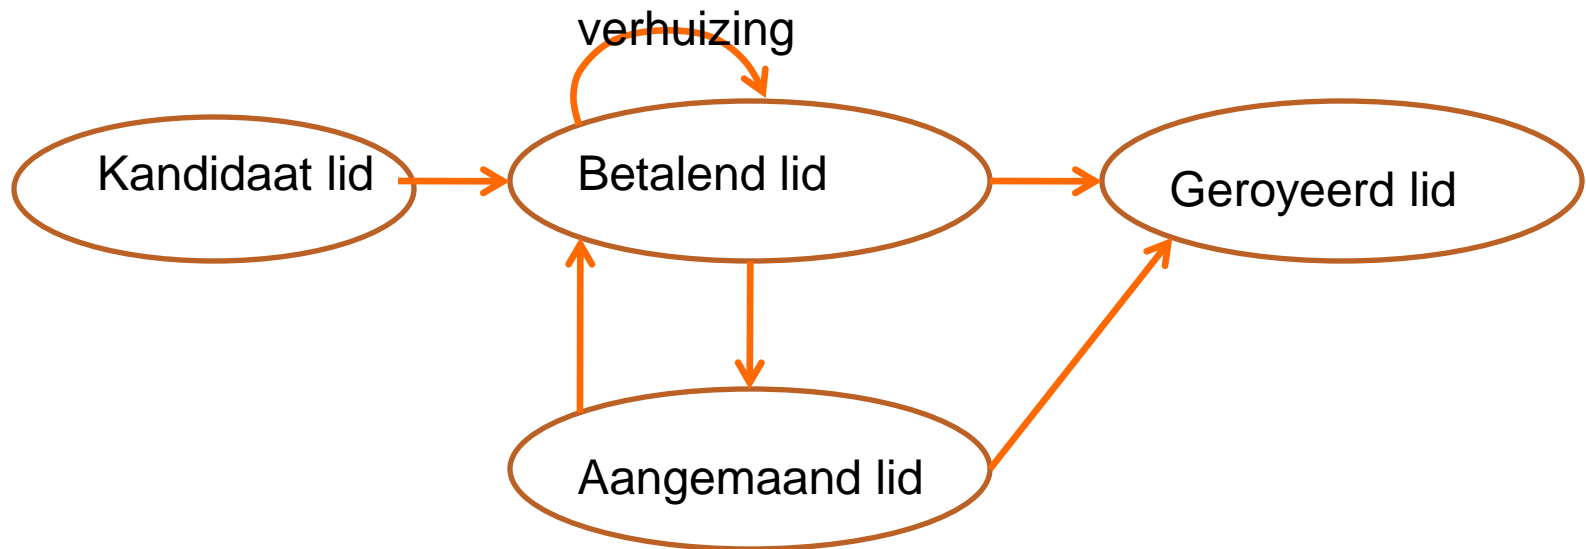 verhuizing
Kandidaat lid
Betalend lid
Geroyeerd lid
Aangemaand lid